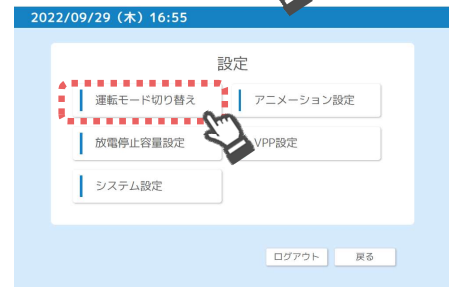 2022/09/29（木）16:55
設定
運転モード切り替え
アニメーション設定
放電停止容量設定
VPP設定
システム設定
ログアウト
戻る